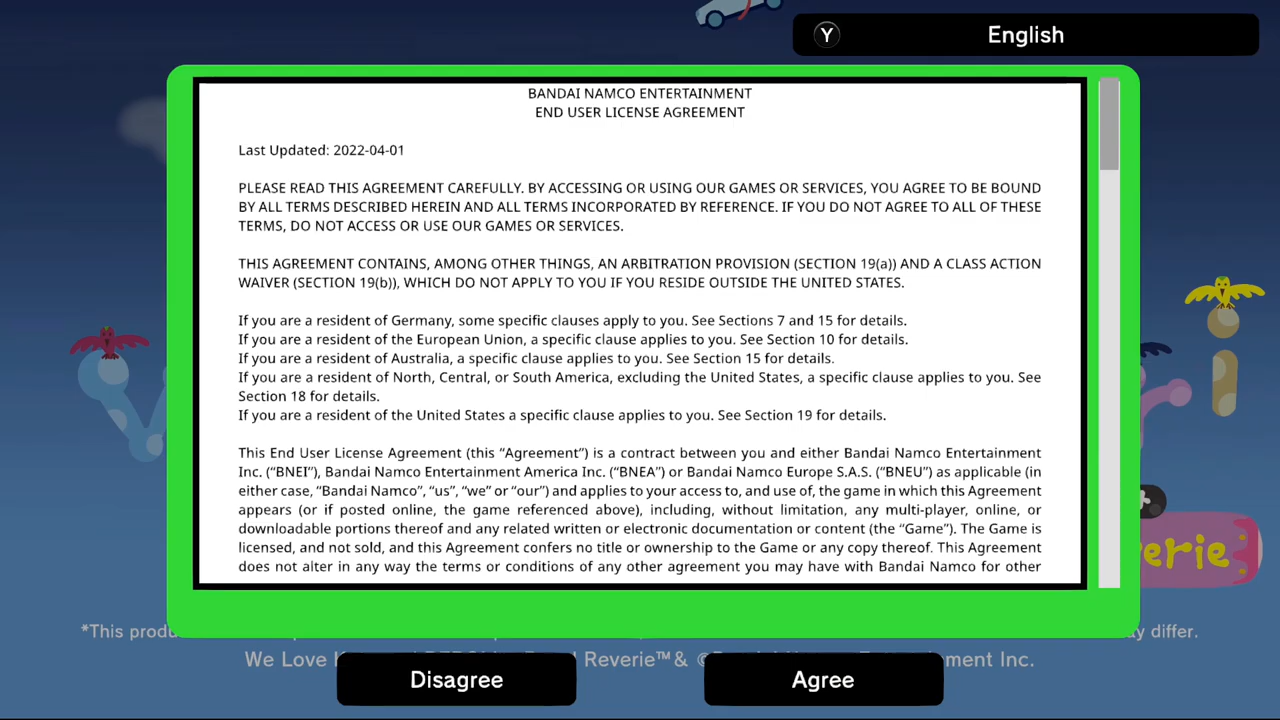 Y English
BANDAI NAMCO ENTERTAINMENT
END USER LICENSE AGREEMENT
Last Updated: 2022-04-01
PLEASE READ THIS AGREEMENT CAREFULLY. BY ACCESSING OR USING OUR GAMES OR SERVICES, YOU AGREE TO BE BOUND
BY ALL TERMS DESCRIBED HEREIN AND ALL TERMS INCORPORATED BY REFERENCE. IF YOU DO NOT AGREE TO ALL OF THESE
TERMS, DO NOT ACCESS OR USE OUR GAMES OR SERVICES.
THIS AGREEMENT CONTAINS, AMONG OTHER THINGS, AN ARBITRATION PROVISION (SECTION 19(a)) AND A CLASS ACTION
WAIVER (SECTION 19(b)), WHICH DO NOT APPLY TO YOU IF YOU RESIDE OUTSIDE THE UNITED STATES.
If you are a resident of Germany, some specific clauses apply to you. See Sections 7 and 15 for details.
If you are a resident of the European Union, a specific clause applies to you. See Section 10 for details.
If you are a resident of Australia, a specific clause applies to you. See Section 15 for details.
If you are a resident of North, Central, or South America, excluding the United States, a specific clause applies to you. See
Section 18 for details.
If you are a resident of the United States a specific clause applies to you. See Section 19 for details.
This End User License Agreement (this “Agreement”) is a contract between you and either Bandai Namco Entertainment
Inc. (“BNEI”), Bandai Namco Entertainment America Inc. (“BNEA”) or Bandai Namco Europe S.A.S. (“BNEU”) as applicable (in
either case, “Bandai Namco”, “us”, “we” or “our”) and applies to your access to, and use of, the game in which this Agreement
appears (or if posted online, the game referenced above), including, without limitation, any multi-player, online, or
downloadable portions thereof and any related written or electronic documentation or content (the “Game”). The Game is
licensed, and not sold, and this Agreement confers no title or ownership to the Game or any copy thereof. This Agreement
does not alter in any way the terms or conditions of any other agreement you may have with Bandai Namco for other
*This differ.
We Love Reverie™& © Inc.
Disagree Agree